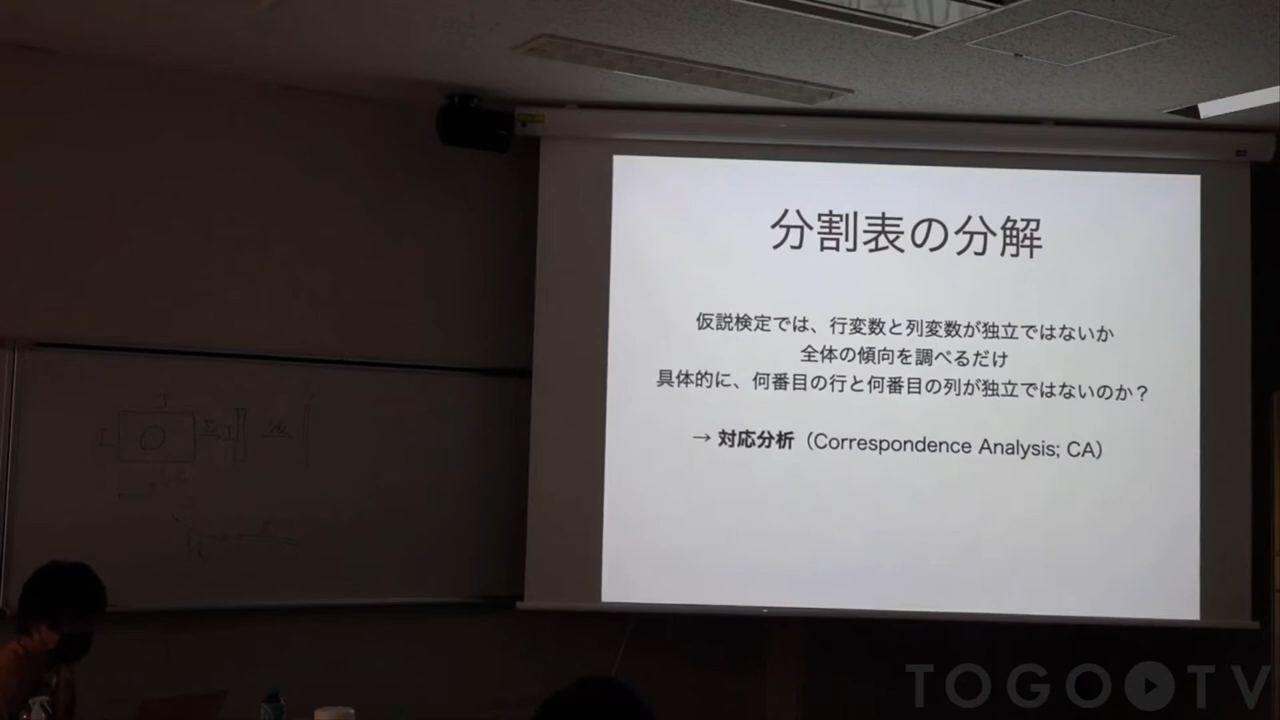 分割表の分解
仮説検定では、行変数と列変数が独立ではないか
全体の傾向を調べるだけ
具体的に、何番目の行と何番目の列が独立ではないのか？
→ 対応分析（Correspondence Analysis; CA）
TOGO TV